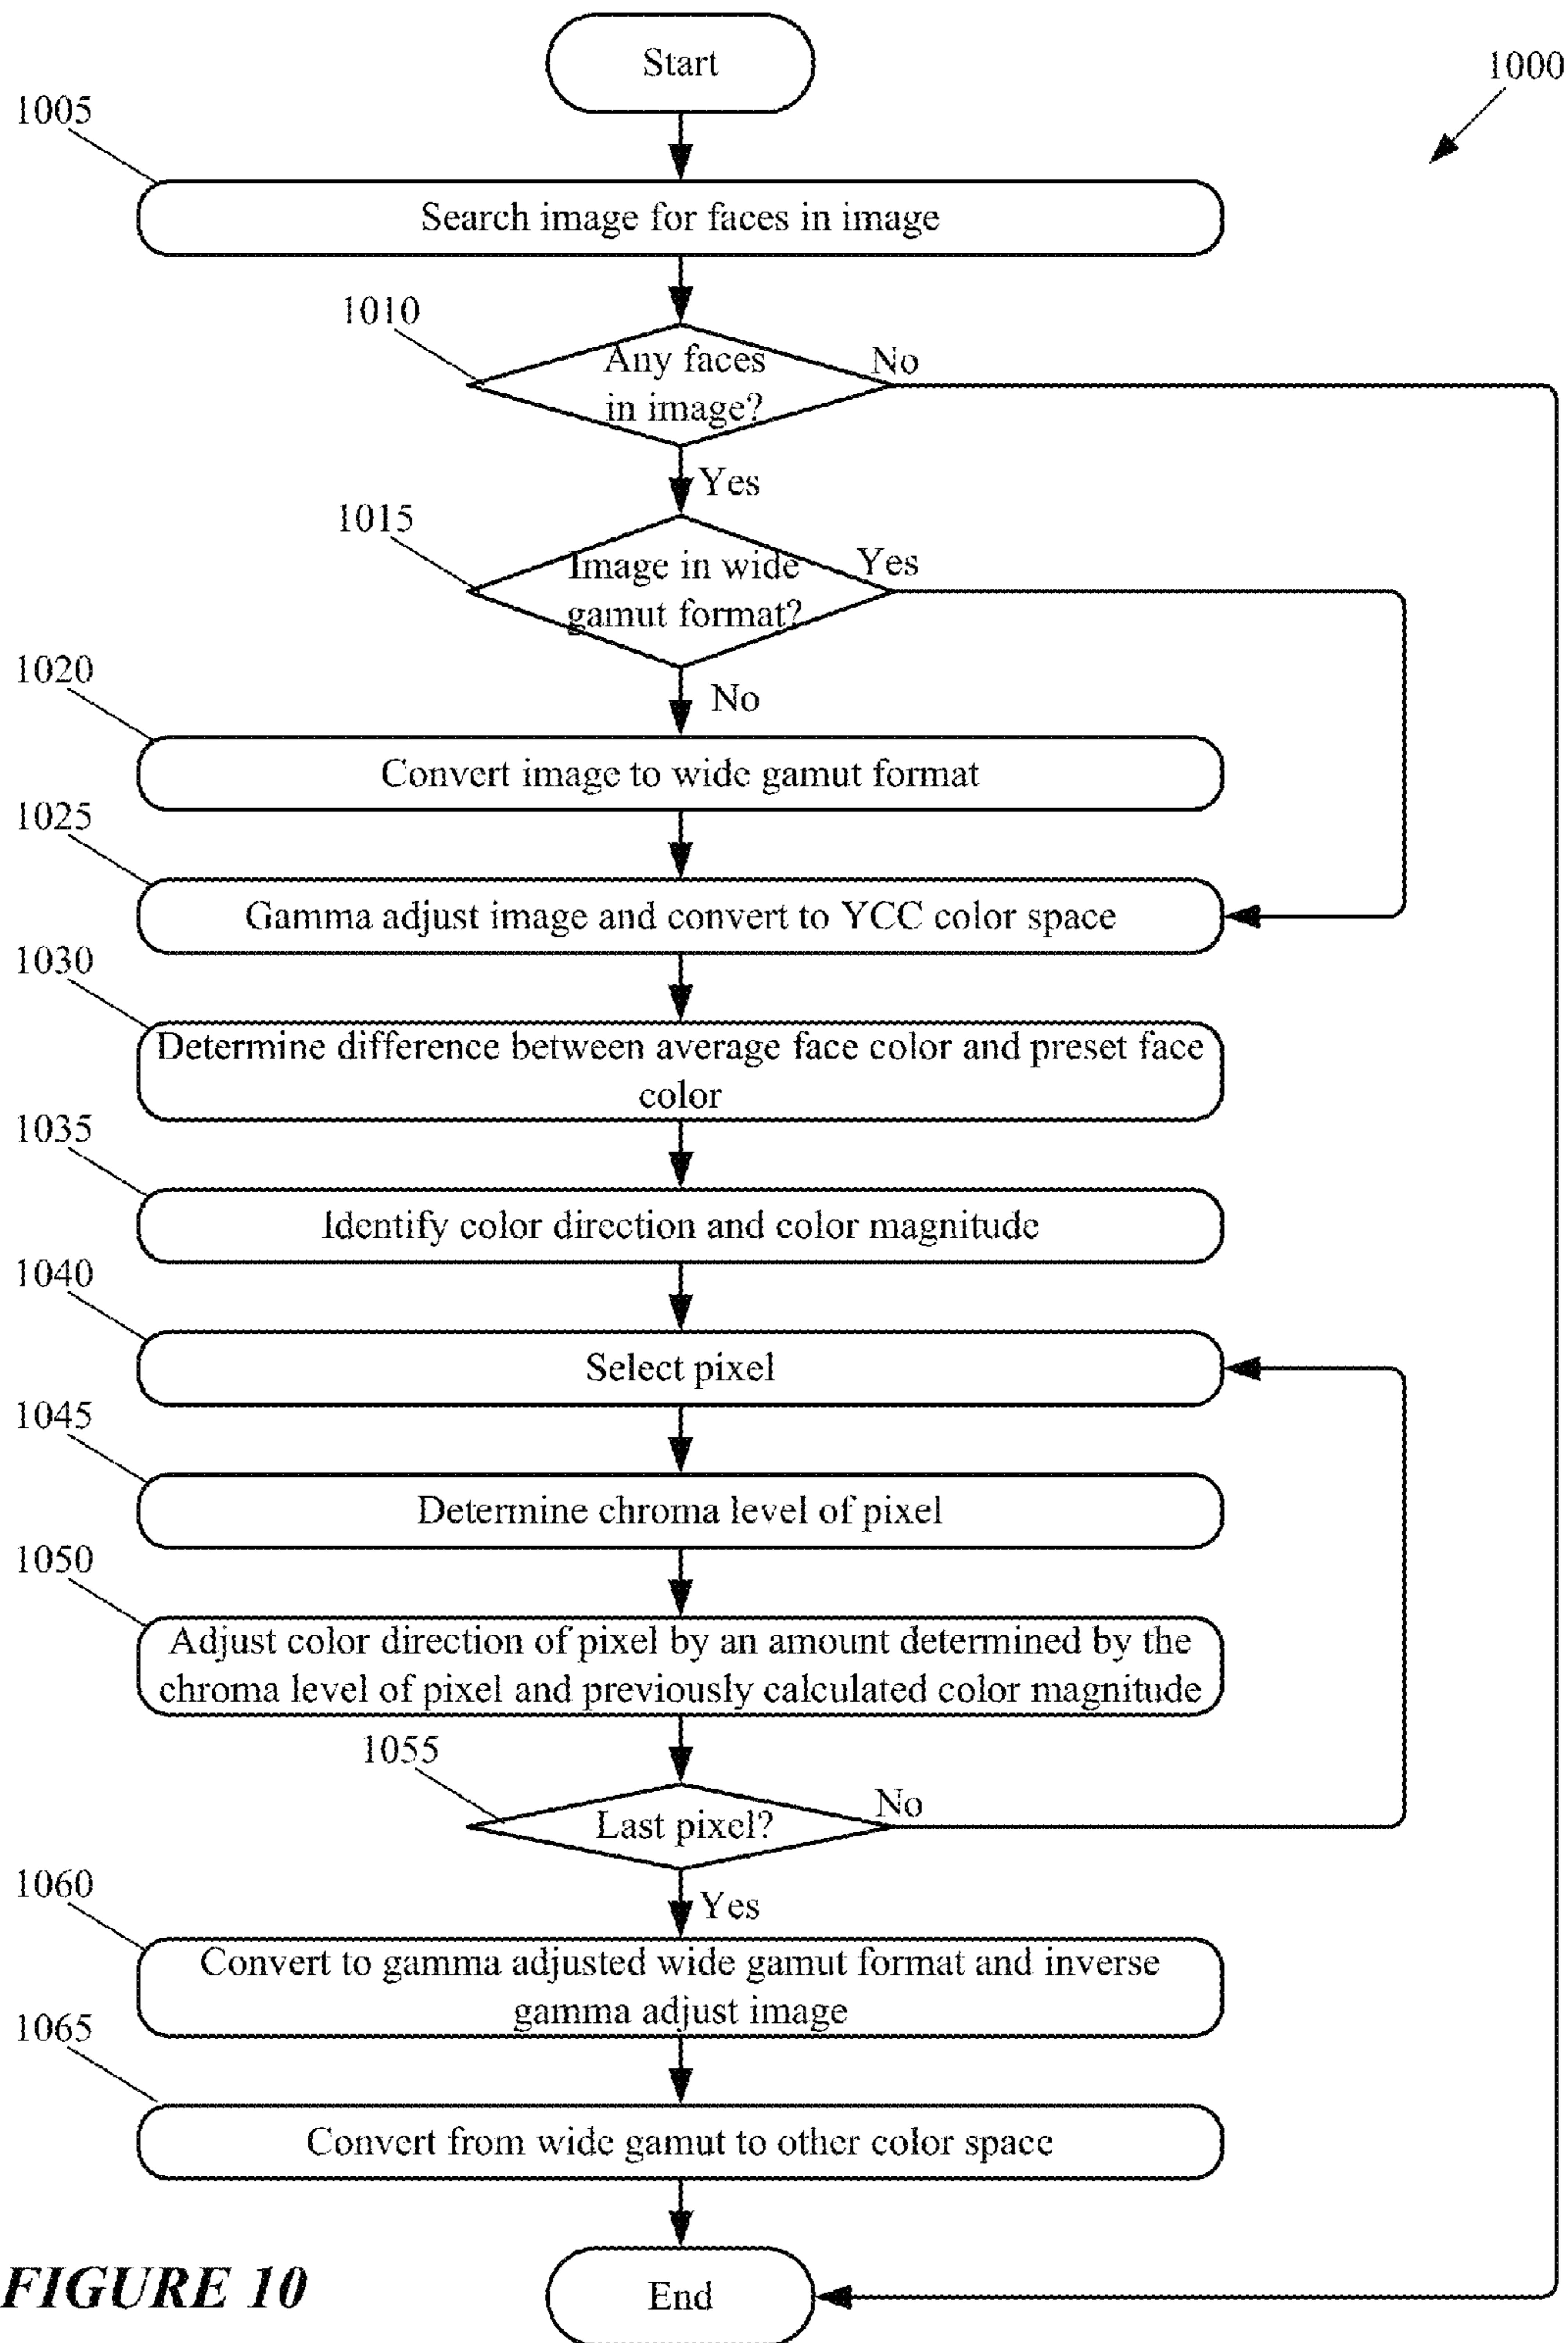 Start
1000
1005
Search image for faces in image
1010
Any faces
in image?
No
Yes
1015
Image in wide
gamut format?
Yes
No
1020
Convert image to wide gamut format
1025
Gamma adjust image and convert to YCC color space
1030
Determine difference between average face color and preset face
color
1035
Identify color direction and color magnitude
1040
Select pixel
1045
Determine chroma level of pixel
1050
Adjust color direction of pixel by an amount determined by the
chroma level of pixel and previously calculated color magnitude
1055
Last pixel?
No
Yes
1060
Convert to gamma adjusted wide gamut format and inverse
gamma adjust image
1065
Convert from wide gamut to other color space
End
FIGURE 10